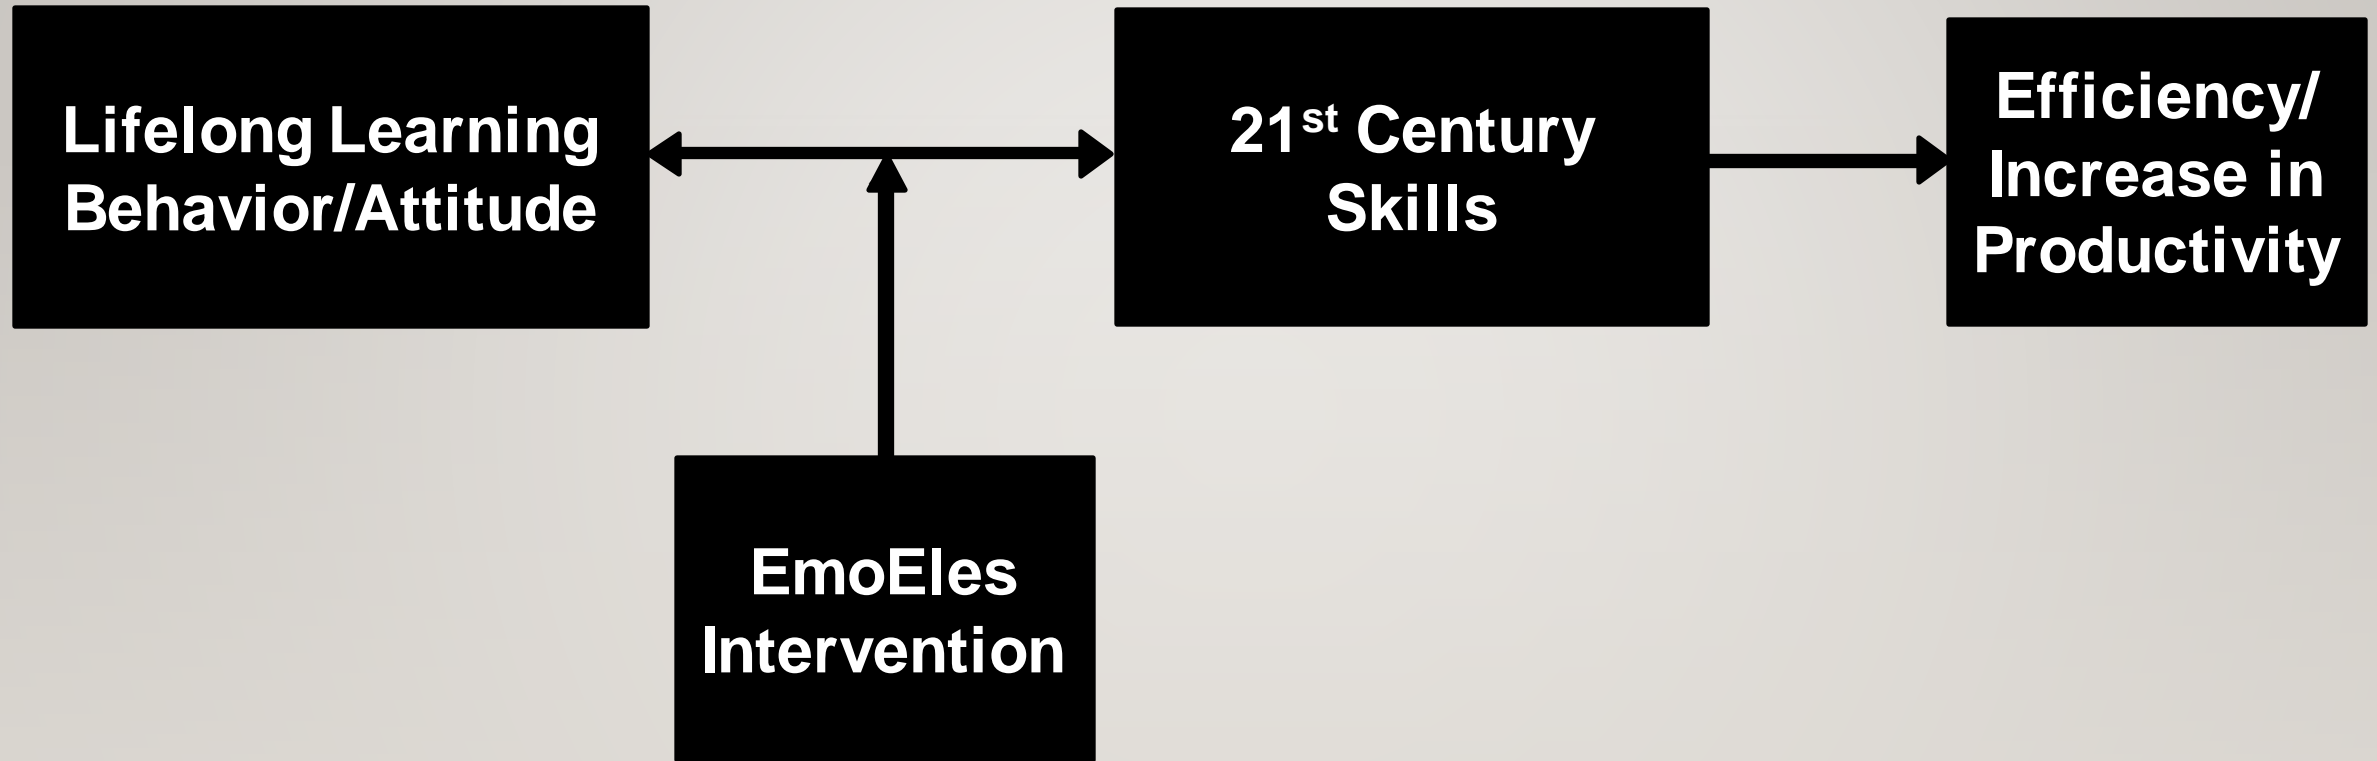 Lifelong Learning
Behavior/Attitude
21st Century
Skills
Efficiency/
Increase in
Productivity
EmoEles
Intervention